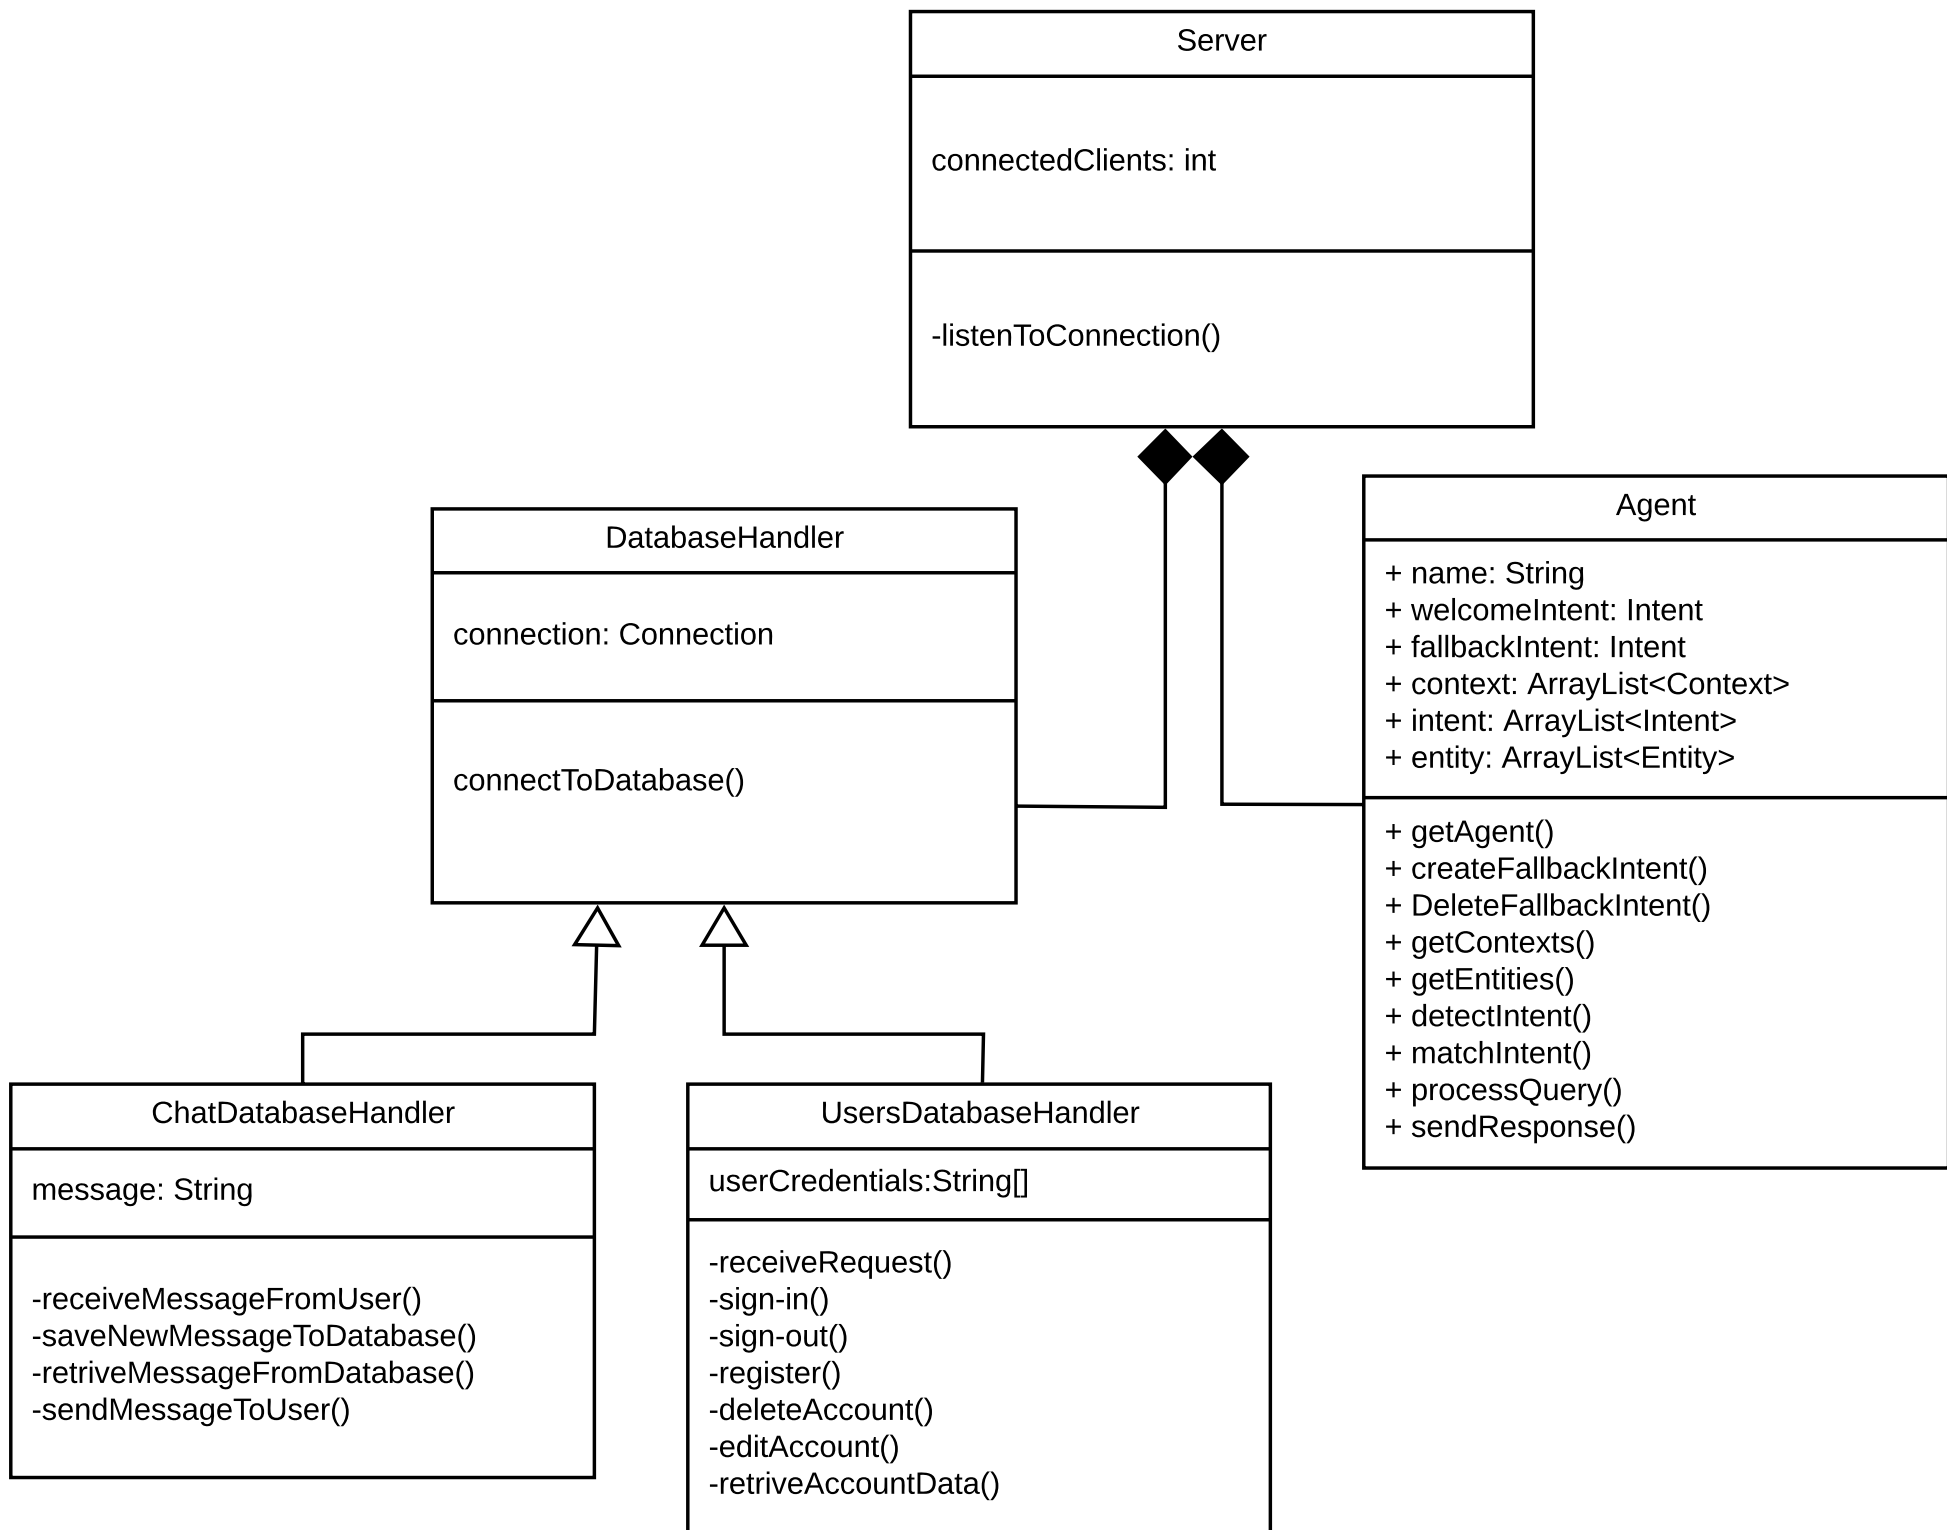 Server
connectedClients: int
-listenToConnection()
DatabaseHandler
connection: Connection
connectToDatabase()
Agent
+ name: String
+ welcomeIntent: Intent
+ fallbackIntent: Intent
+ context: ArrayList<Context>
+ intent: ArrayList<Intent>
+ entity: ArrayList<Entity>
+ getAgent()
+ createFallbackIntent()
+ DeleteFallbackIntent()
+ getContexts()
+ getEntities()
+ detectIntent()
+ matchIntent()
+ processQuery()
+ sendResponse()
ChatDatabaseHandler
message: String
-receiveMessageFromUser()
-saveNewMessageToDatabase()
-retriveMessageFromDatabase()
-sendMessageToUser()
UsersDatabaseHandler
userCredentials:String[]
-receiveRequest()
-sign-in()
-sign-out()
-register()
-deleteAccount()
-editAccount()
-retriveAccountData()